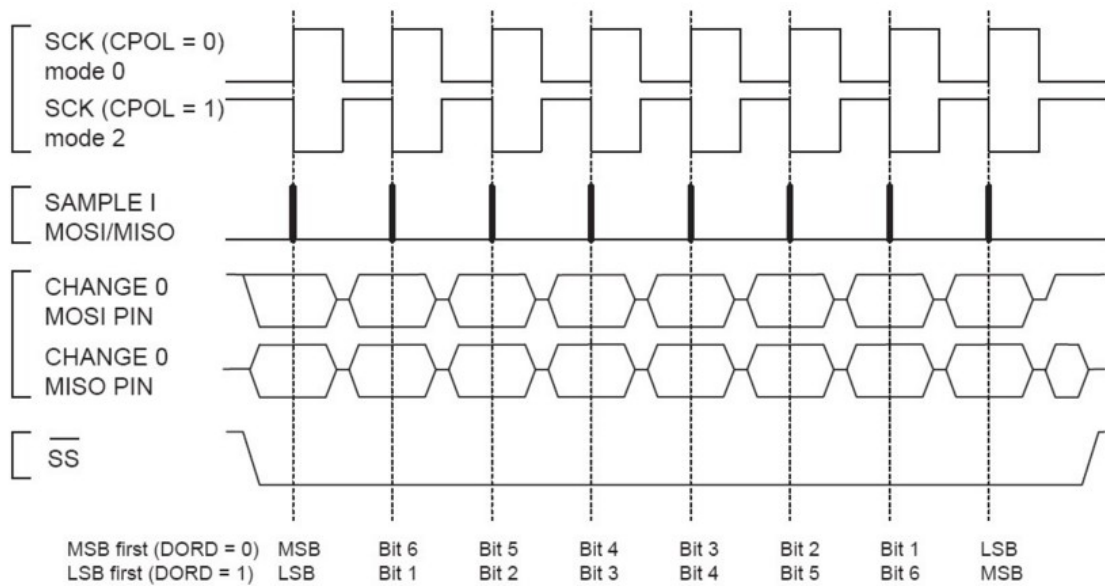 SCK (CPOL = 0)
mode 0
SCK (CPOL = 1)
mode 2
SAMPLE I
MOSI/MISO
CHANGE 0
MOSI PIN
CHANGE 0
MISO PIN
SS
MSB first (DORD = 0) MSB Bit 6 Bit 5 Bit 4 Bit 3 Bit 2 Bit 1 LSB
LSB first (DORD = 1) LSB Bit 1 Bit 2 Bit 3 Bit 4 Bit 5 Bit 6 MSB